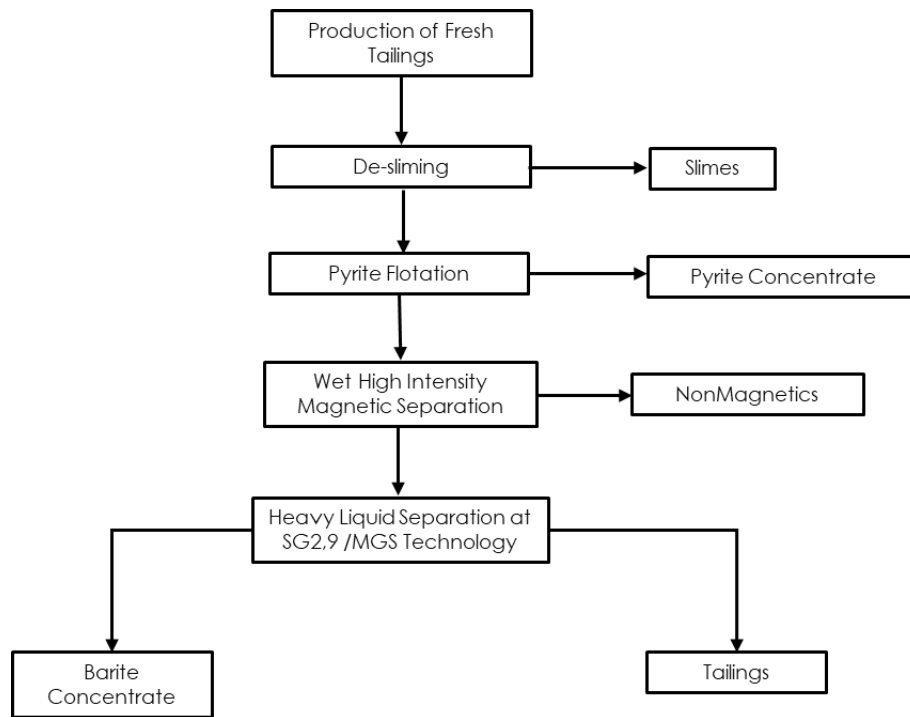 Production of Fresh
Tailings
De-sliming
Slimes
Pyrite Flotation
Pyrite Concentrate
Wet High Intensity
Magnetic Separation
NonMagnetics
Heavy Liquid Separation at
SG2,9 /MGS Technology
Barite
Concentrate
Tailings